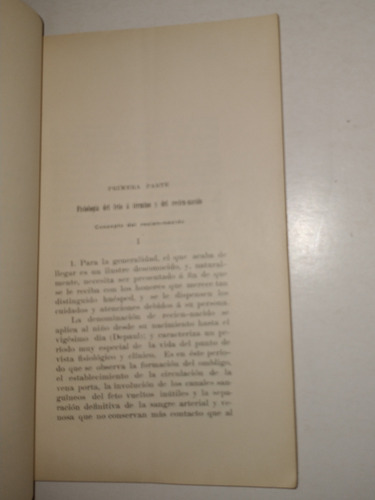 PRIMERA PARTE
Fisiología del feto á término y del recién-nacido
Concepto del recién-nacido
I
1. Para la generalidad, el que acaba de
llegar es un ilustre desconocido, y, natural-
mente, necesita ser presentado á fin de que
se le reciba con los honores que merece tan
distinguido huésped, y se le dispensen los
cuidados y atenciones debidos á su persona.
La denominación de recien-nacido se
aplica al niño desde su nacimiento hasta el
vigésimo día (Depaul); y caracteriza un pe-
ríodo muy especial de la vida del punto de
vista fisiológico y clínico. Es en éste perío-
do que se observa la formación del ombligo,
el establecimiento de la circulación de la
vena porta, la involución de los canales san-
guíneos del feto vueltos inútiles y la sepa-
ración definitiva de la sangre arterial y ve-
nosa que no conservan más contacto que al